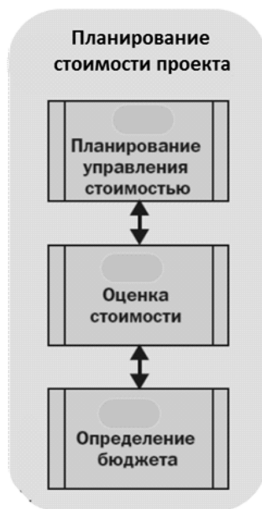 Планирование
стоимости проекта
Планирование
управления
стоимостью
Оценка
стоимости
Определение
бюджета